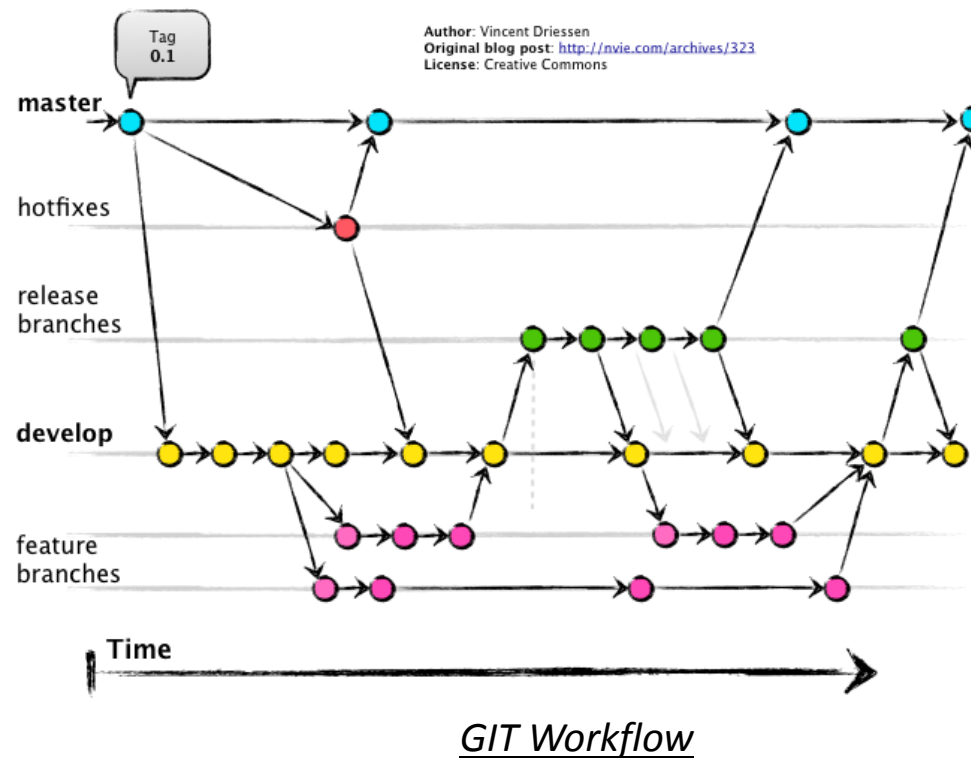 Tag
0.1
Author: Vincent Driessen
Original blog post: http://nvie.com/archives/323
License: Creative Commons
master
hotfixes
release
branches
develop
feature
branches
Time
GIT Workflow